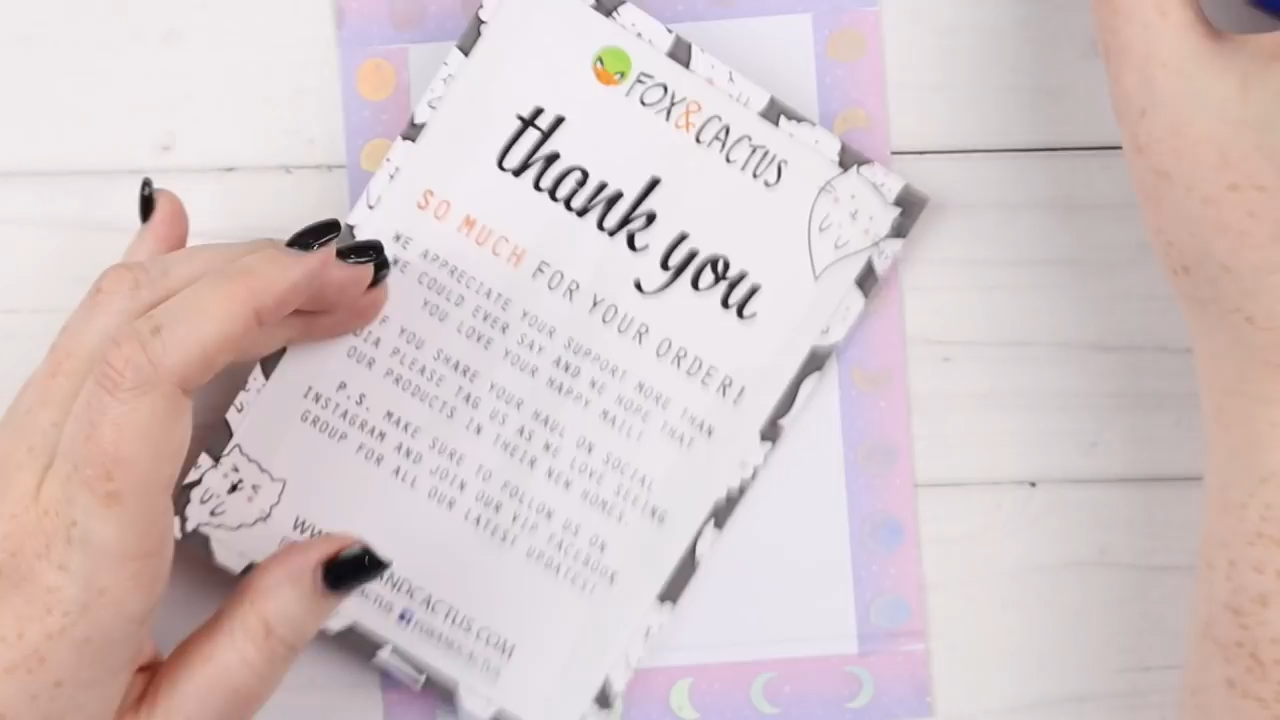 FOX&CACTUS
thank you
SO MUCH FOR YOUR ORDER!
WE APPRECIATE YOUR SUPPORT MORE THAN
WE COULD EVER SAY AND WE HOPE THAT
YOU LOVE YOUR HAPPY MAIL!
IF YOU SHARE YOUR HAUL ON SOCIAL
PLEASE TAG US AS WE LOVE SEEING
OUR PRODUCTS IN THEIR NEW HOMES.
P.S. MAKE SURE TO FOLLOW US ON
INSTAGRAM AND JOIN OUR VIP FACEBOOK
GROUP FOR ALL OUR LATEST UPDATES!
ANDCACTUS.COM